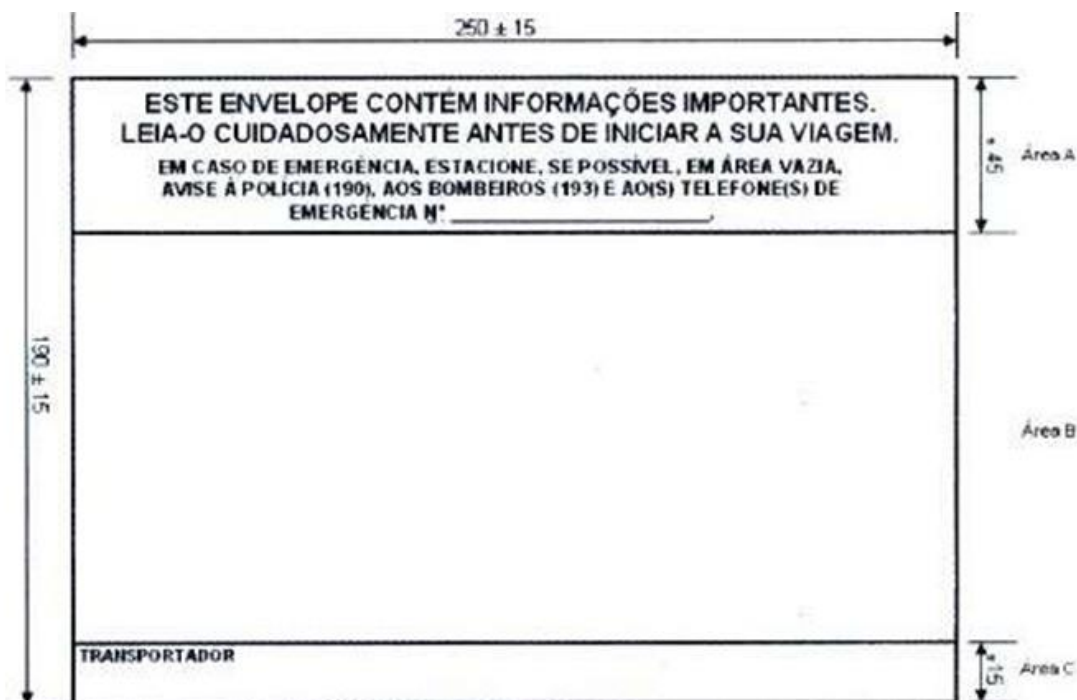 250 ± 15
ESTE ENVELOPE CONTÉM INFORMAÇÕES IMPORTANTES.
LEIA-O CUIDADOSAMENTE ANTES DE INICIAR A SUA VIAGEM.
EM CASO DE EMERGÊNCIA, ESTACIONE, SE POSSÍVEL, EM ÁREA VAZIA,
AVISE À POLÍCIA (190), AOS BOMBEIROS (193) E AO(S) TELEFONE(S) DE
EMERGÊNCIA Nº ____________________.
45
Área A
190 ± 15
Área B
TRANSPORTADOR
15
Área C